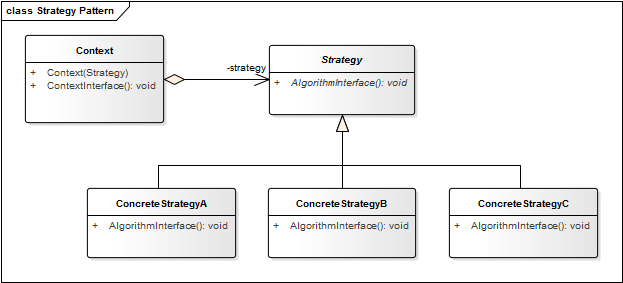 class Strategy Pattern
Context
+ Context(Strategy)
+ ContextInterface(): void
-strategy
Strategy
+ AlgorithmInterface(): void
ConcreteStrategyA
+ AlgorithmInterface(): void
ConcreteStrategyB
+ AlgorithmInterface(): void
ConcreteStrategyC
+ AlgorithmInterface(): void